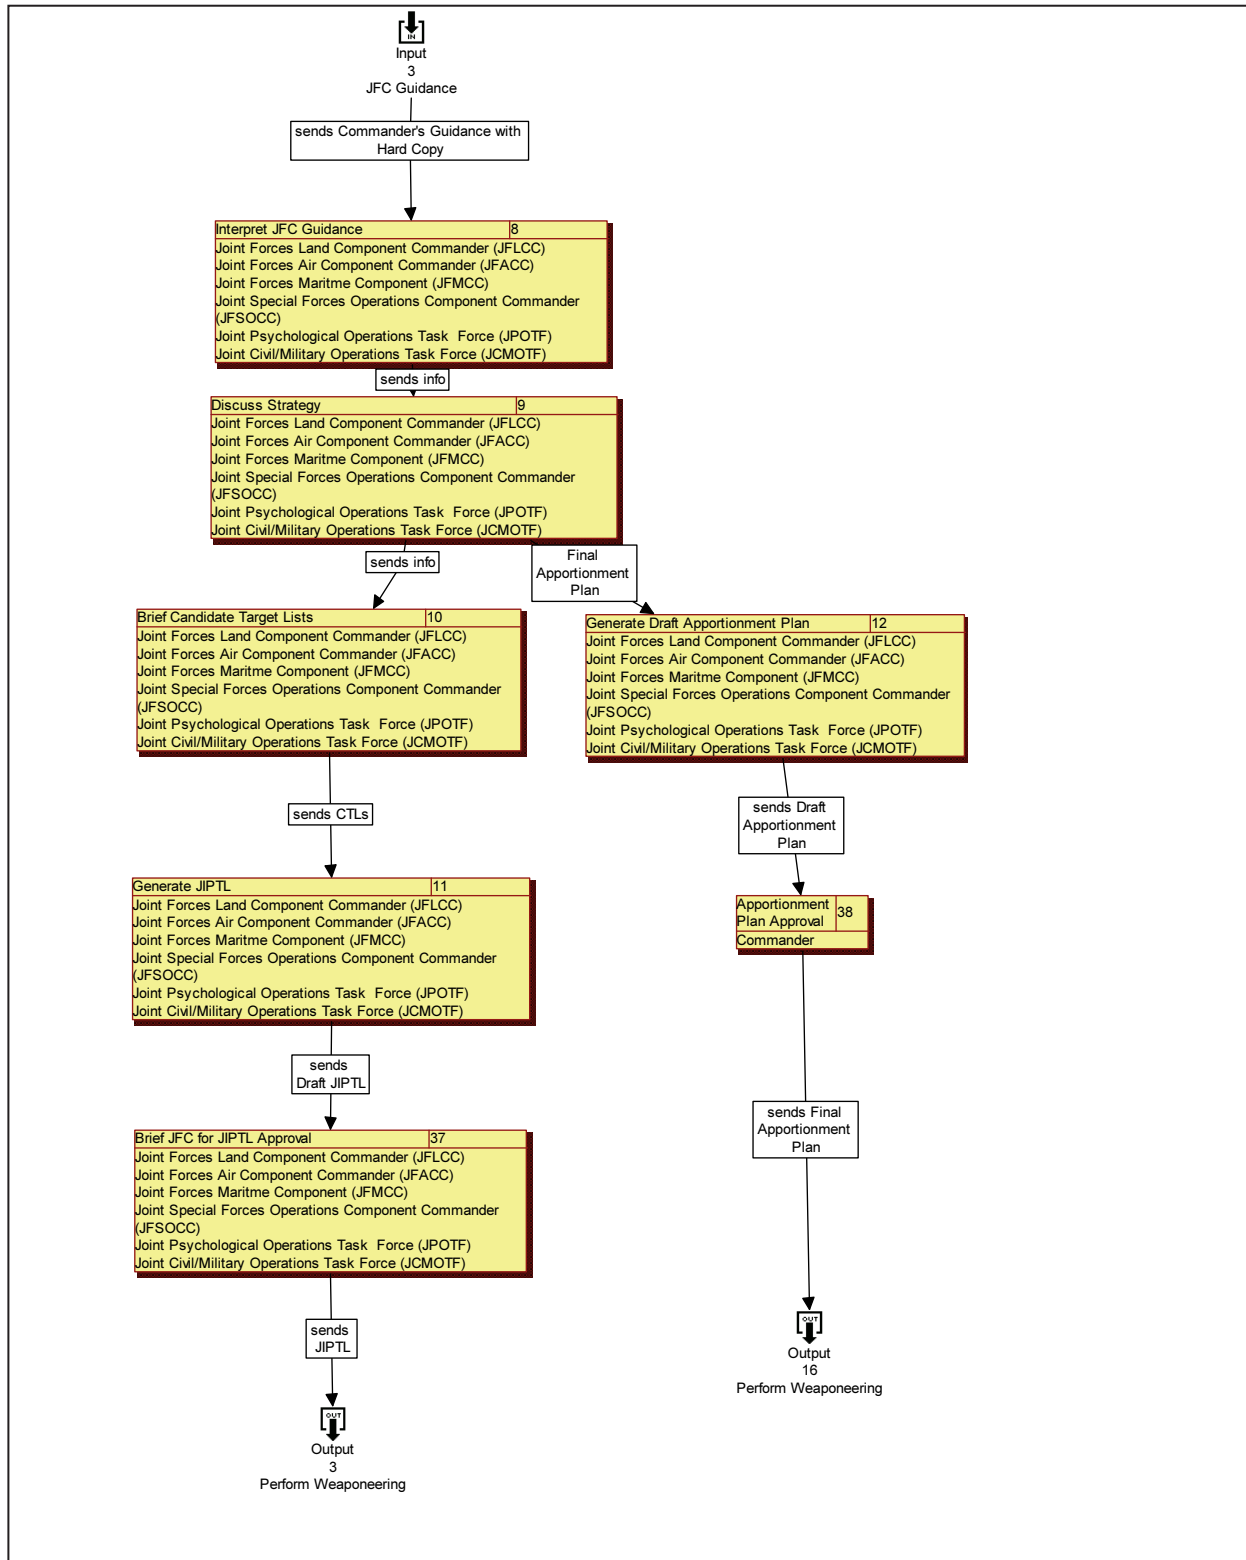 IN
Input
3
JFC Guidance
sends Commander's Guidance with
Hard Copy
Interpret JFC Guidance 8
Joint Forces Land Component Commander (JFLCC)
Joint Forces Air Component Commander (JFACC)
Joint Forces Maritme Component (JFMCC)
Joint Special Forces Operations Component Commander
(JFSOCC)
Joint Psychological Operations Task Force (JPOTF)
Joint Civil/Military Operations Task Force (JCMOTF)
sends info
Discuss Strategy 9
Joint Forces Land Component Commander (JFLCC)
Joint Forces Air Component Commander (JFACC)
Joint Forces Maritme Component (JFMCC)
Joint Special Forces Operations Component Commander
(JFSOCC)
Joint Psychological Operations Task Force (JPOTF)
Joint Civil/Military Operations Task Force (JCMOTF)
sends info
Final
Apportionment
Plan
Brief Candidate Target Lists 10
Joint Forces Land Component Commander (JFLCC)
Joint Forces Air Component Commander (JFACC)
Joint Forces Maritme Component (JFMCC)
Joint Special Forces Operations Component Commander
(JFSOCC)
Joint Psychological Operations Task Force (JPOTF)
Joint Civil/Military Operations Task Force (JCMOTF)
Generate Draft Apportionment Plan 12
Joint Forces Land Component Commander (JFLCC)
Joint Forces Air Component Commander (JFACC)
Joint Forces Maritme Component (JFMCC)
Joint Special Forces Operations Component Commander
(JFSOCC)
Joint Psychological Operations Task Force (JPOTF)
Joint Civil/Military Operations Task Force (JCMOTF)
sends CTLs
sends Draft
Apportionment
Plan
Generate JIPTL 11
Joint Forces Land Component Commander (JFLCC)
Joint Forces Air Component Commander (JFACC)
Joint Forces Maritme Component (JFMCC)
Joint Special Forces Operations Component Commander
(JFSOCC)
Joint Psychological Operations Task Force (JPOTF)
Joint Civil/Military Operations Task Force (JCMOTF)
Apportionment
Plan Approval 38
Commander
sends
Draft JIPTL
sends Final
Apportionment
Plan
Brief JFC for JIPTL Approval 37
Joint Forces Land Component Commander (JFLCC)
Joint Forces Air Component Commander (JFACC)
Joint Forces Maritme Component (JFMCC)
Joint Special Forces Operations Component Commander
(JFSOCC)
Joint Psychological Operations Task Force (JPOTF)
Joint Civil/Military Operations Task Force (JCMOTF)
sends
JIPTL
OUT
Output
16
Perform Weaponeering
OUT
Output
3
Perform Weaponeering